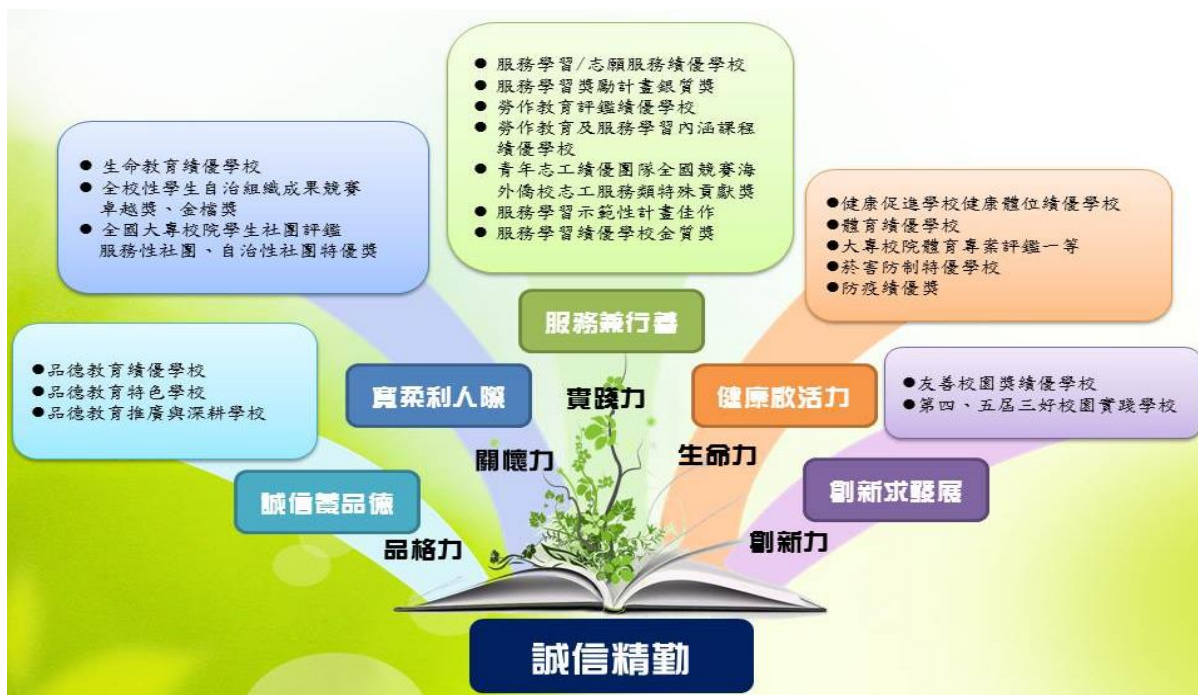 ● 服務學習/志願服務績優學校
● 服務學習獎勵計畫銀質獎
● 勞作教育評鑑績優學校
● 勞作教育及服務學習內涵課程
績優學校
● 青年志工績優團隊全國競賽海
外僑校志工服務類特殊貢獻獎
● 服務學習示範性計畫佳作
● 服務學習績優學校金質獎
● 生命教育績優學校
● 全校性學生自治組織成果競賽
卓越獎、金檔獎
● 全國大專校院學生社團評鑑
服務性社團、自治性社團特優獎
●健康促進學校健康體位績優學校
●體育績優學校
●大專校院體育專案評鑑一等
●菸害防制特優學校
●防疫績優獎
●品德教育績優學校
●品德教育特色學校
●品德教育推廣與深耕學校
●友善校園獎績優學校
●第四、五屆三好校園實踐學校
服務兼行善
實踐力
寬柔利人際
關懷力
健康啟活力
生命力
誠信養品德
品格力
創新求發展
創新力
誠信精勤